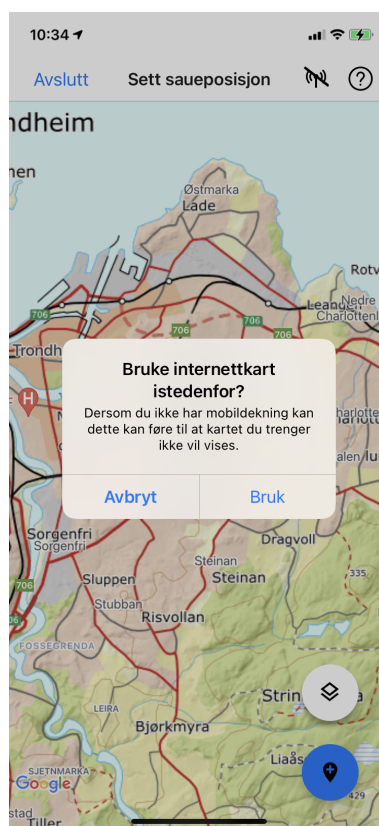 10:34
Avslutt
Sett saueposisjon
ndheim
nen
Østmarka
Lade
Rotv
Leangen
Nedre
Charlottenl
706
706
706
706
Trondh
H
Bruke internettkart
istedenfor?
Dersom du ikke har mobildekning kan
dette kan føre til at kartet du trenger
ikke vil vises.
Avbryt
Bruk
Sorgenfri
Sorgenfri
Dragvoll
Steinan
Steinan
335
Sluppen
Stubban
Risvollan
706
FOSSEGRENDA
LEIRA
Strin
a
Bjørkmyra
Liaås
SJETNMARKA
Google
429
stad
Tiller